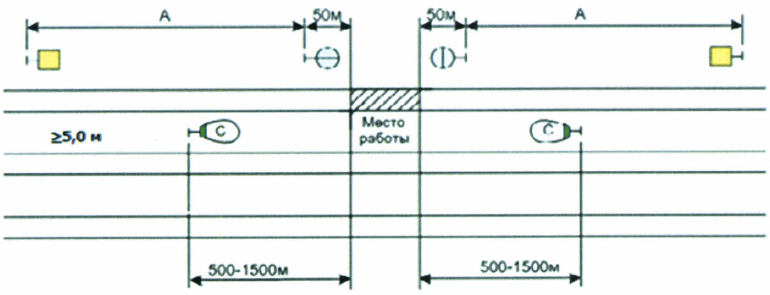 А 50м 50м А
С Место С
≥5,0 м работы
500-1500м 500-1500м